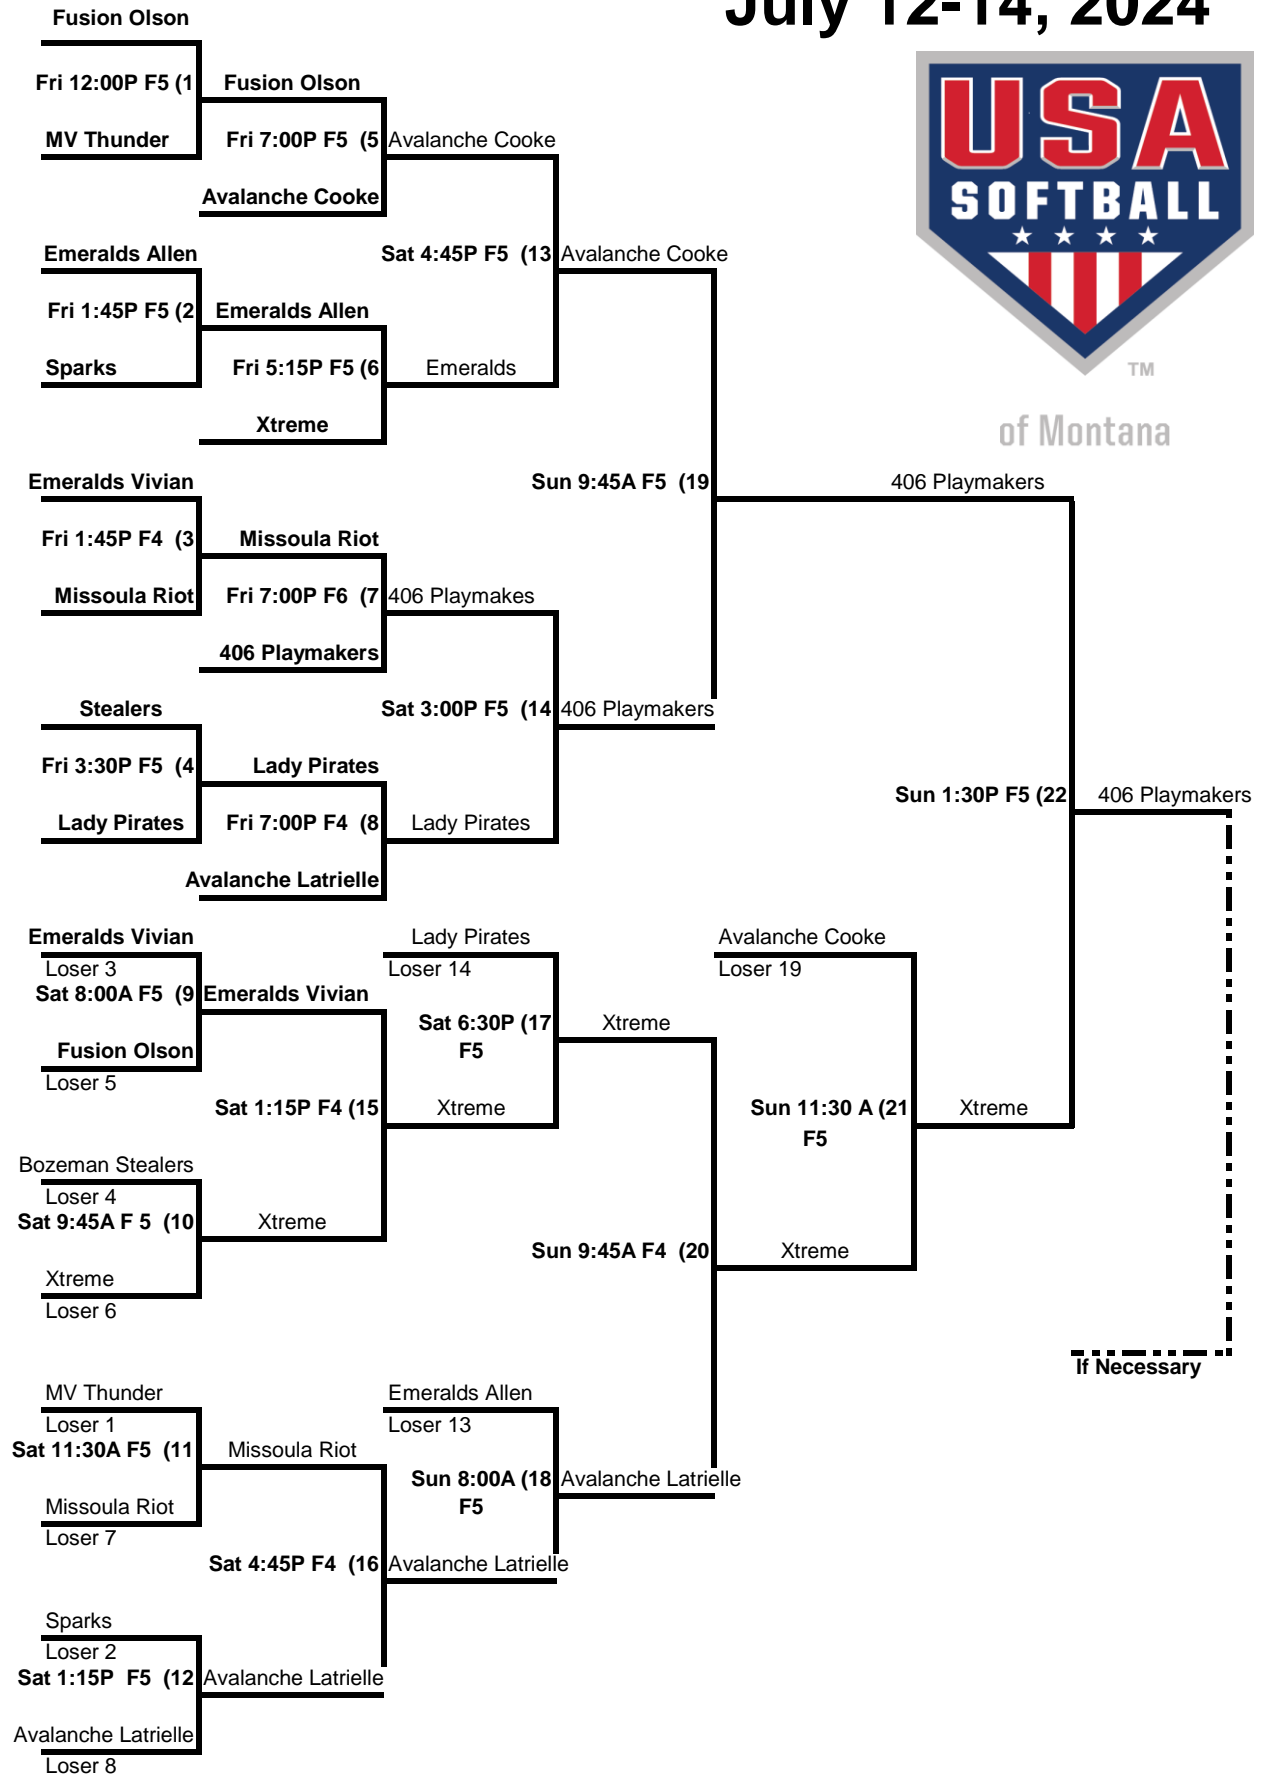 July 12-14, 2024
Fusion Olson
Fri 12:00P F5 (1
Fusion Olson
MV Thunder
Fri 7:00P F5 (5
Avalanche Cooke
Avalanche Cooke
Emeralds Allen
Sat 4:45P F5 (13
Avalanche Cooke
Fri 1:45P F5 (2
Emeralds Allen
Sparks
Fri 5:15P F5 (6
Emeralds
Xtreme
USA
SOFTBALL
TM
of Montana
Emeralds Vivian
Sun 9:45A F5 (19
406 Playmakers
Fri 1:45P F4 (3
Missoula Riot
Missoula Riot
Fri 7:00P F6 (7
406 Playmakes
406 Playmakers
Stealers
Sat 3:00P F5 (14
406 Playmakers
Fri 3:30P F5 (4
Lady Pirates
Sun 1:30P F5 (22
406 Playmakers
Lady Pirates
Fri 7:00P F4 (8
Lady Pirates
Avalanche Latrielle
Emeralds Vivian
Lady Pirates
Avalanche Cooke
Loser 3
Loser 14
Loser 19
Sat 8:00A F5 (9
Emeralds Vivian
Sat 6:30P (17
F5
Xtreme
Fusion Olson
Loser 5
Sat 1:15P F4 (15
Xtreme
Sun 11:30 A (21
F5
Xtreme
Bozeman Stealers
Loser 4
Sat 9:45A F 5 (10
Xtreme
Sun 9:45A F4 (20
Xtreme
Xtreme
Loser 6
If Necessary
MV Thunder
Emeralds Allen
Loser 1
Loser 13
Sat 11:30A F5 (11
Missoula Riot
Sun 8:00A (18
F5
Avalanche Latrielle
Missoula Riot
Loser 7
Sat 4:45P F4 (16
Avalanche Latrielle
Sparks
Loser 2
Sat 1:15P F5 (12
Avalanche Latrielle
Avalanche Latrielle
Loser 8